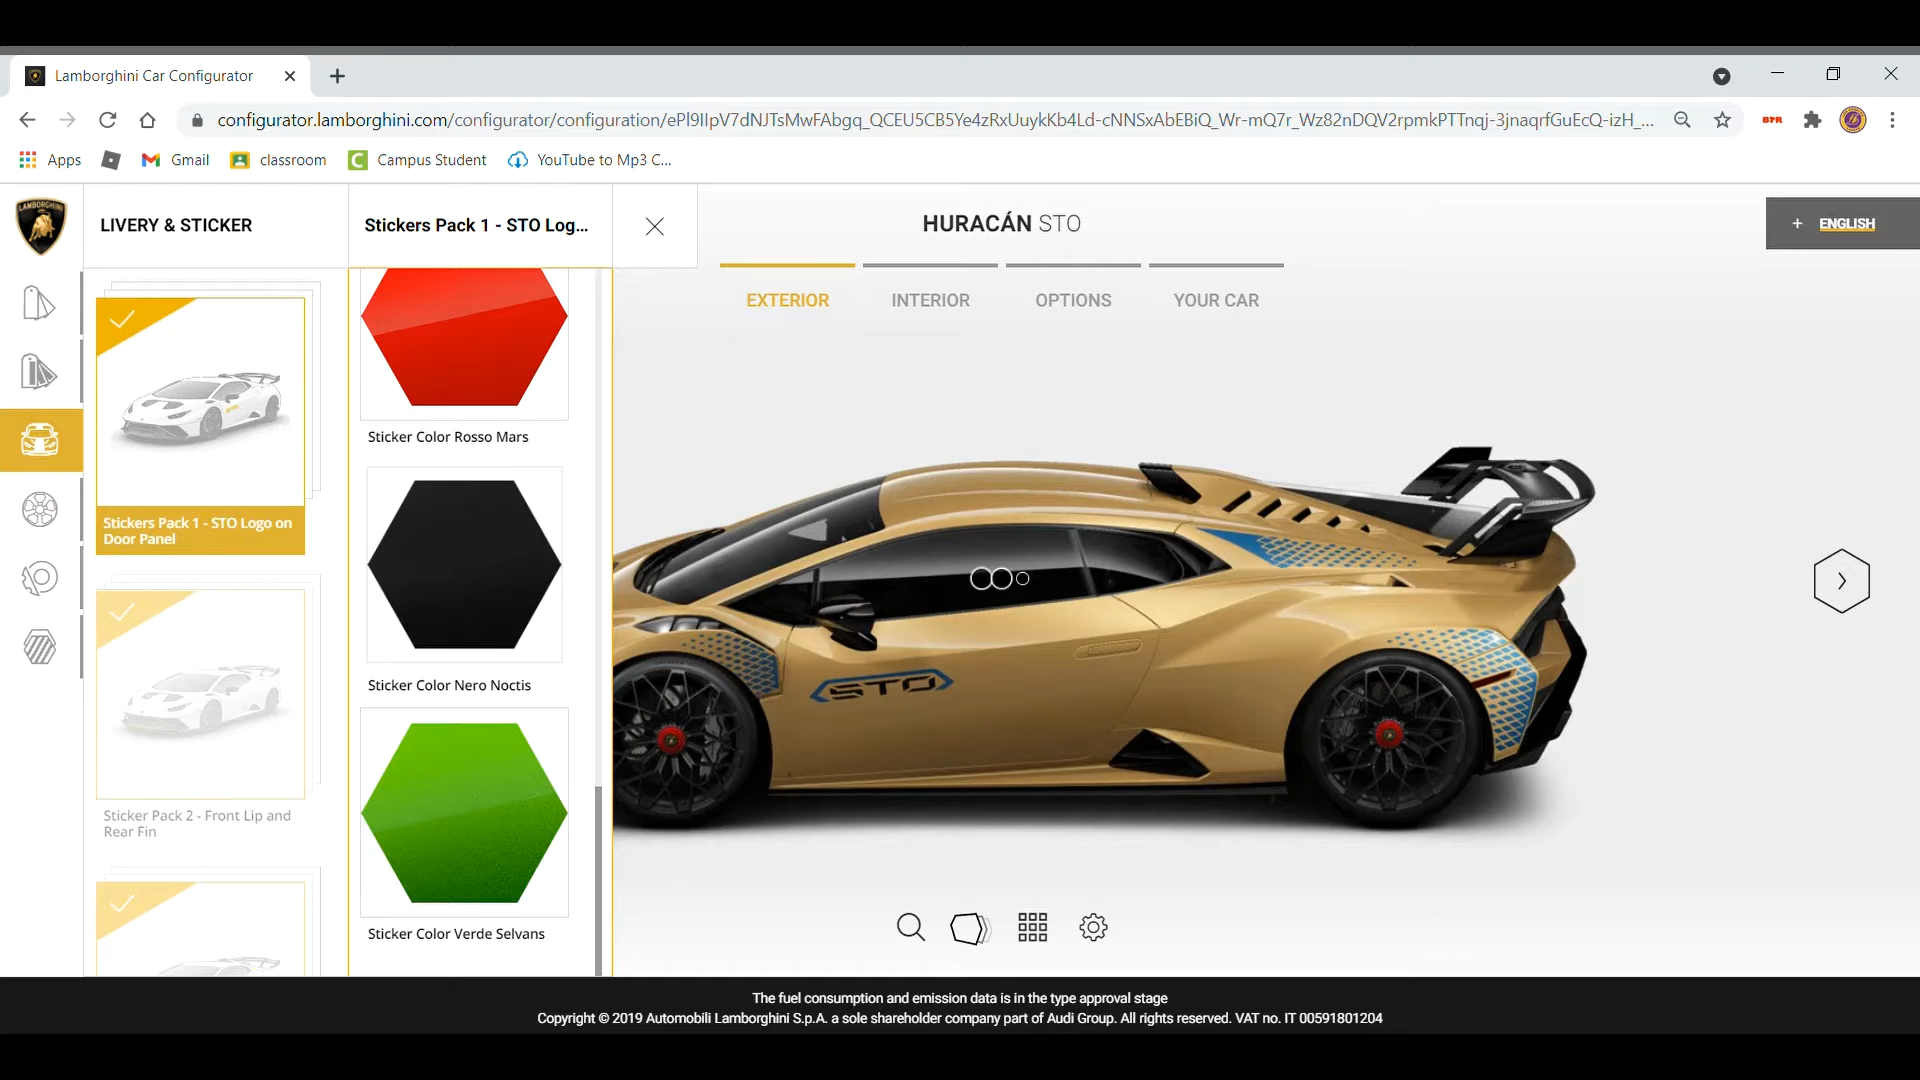 Lamborghini Car Configurator
configurator.lamborghini.com/configurator/configuration/ePl9IIpV7dNJTsMwFAbgq_QCEU5CB5Ye4zRxUuykKb4Ld-cNNSxAbEBiQ_Wr-mQ7r_Wz82nDQV2rpmkPTTnqj-3jnaqrfGuEcQ-izH_...
BTR
Apps
Gmail
classroom
C Campus Student
YouTube to Mp3 C...
LAMBORGHINI
LIVERY & STICKER
Stickers Pack 1 - STO Log...
HURACÁN STO
+ ENGLISH
EXTERIOR
INTERIOR
OPTIONS
YOUR CAR
Stickers Pack 1 - STO Logo on
Door Panel
Sticker Pack 2 - Front Lip and
Rear Fin
Sticker Color Rosso Mars
Sticker Color Nero Noctis
Sticker Color Verde Selvans
STO
The fuel consumption and emission data is in the type approval stage
Copyright © 2019 Automobili Lamborghini S.p.A. a sole shareholder company part of Audi Group. All rights reserved. VAT no. IT 00591801204